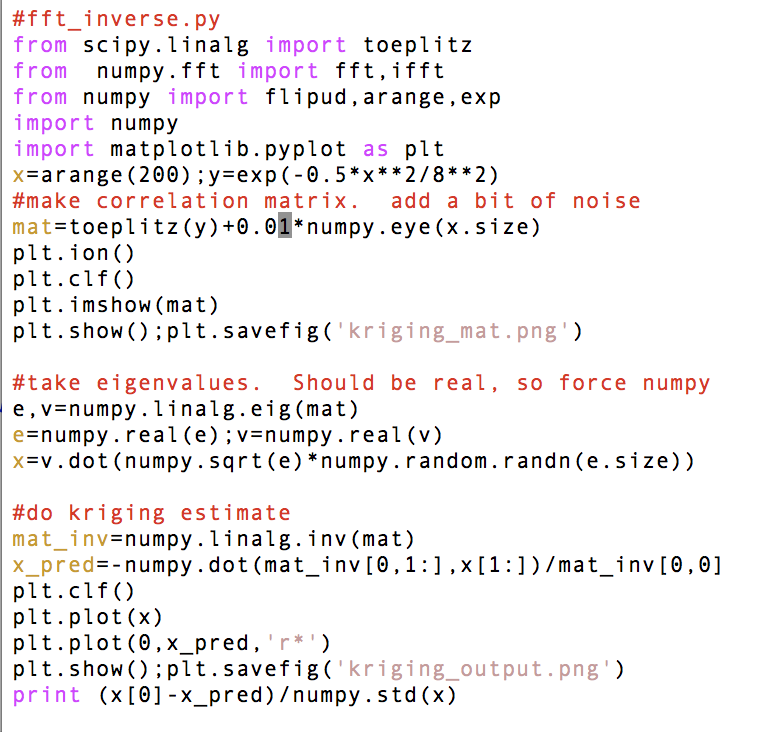 #fft_inverse.py
from scipy.linalg import toeplitz
from  numpy.fft import fft,ifft
from numpy import flipud,arange,exp
import numpy
import matplotlib.pyplot as plt
x=arange(200);y=exp(-0.5*x**2/8**2)
#make correlation matrix.  add a bit of noise
mat=toeplitz(y)+0.01*numpy.eye(x.size)
plt.ion()
plt.clf()
plt.imshow(mat)
plt.show();plt.savefig('kriging_mat.png')

#take eigenvalues.  Should be real, so force numpy
e,v=numpy.linalg.eig(mat)
e=numpy.real(e);v=numpy.real(v)
x=v.dot(numpy.sqrt(e)*numpy.random.randn(e.size))

#do kriging estimate
mat_inv=numpy.linalg.inv(mat)
x_pred=-numpy.dot(mat_inv[0,1:],x[1:])/mat_inv[0,0]
plt.clf()
plt.plot(x)
plt.plot(0,x_pred,'r*')
plt.show();plt.savefig('kriging_output.png')
print (x[0]-x_pred)/numpy.std(x)